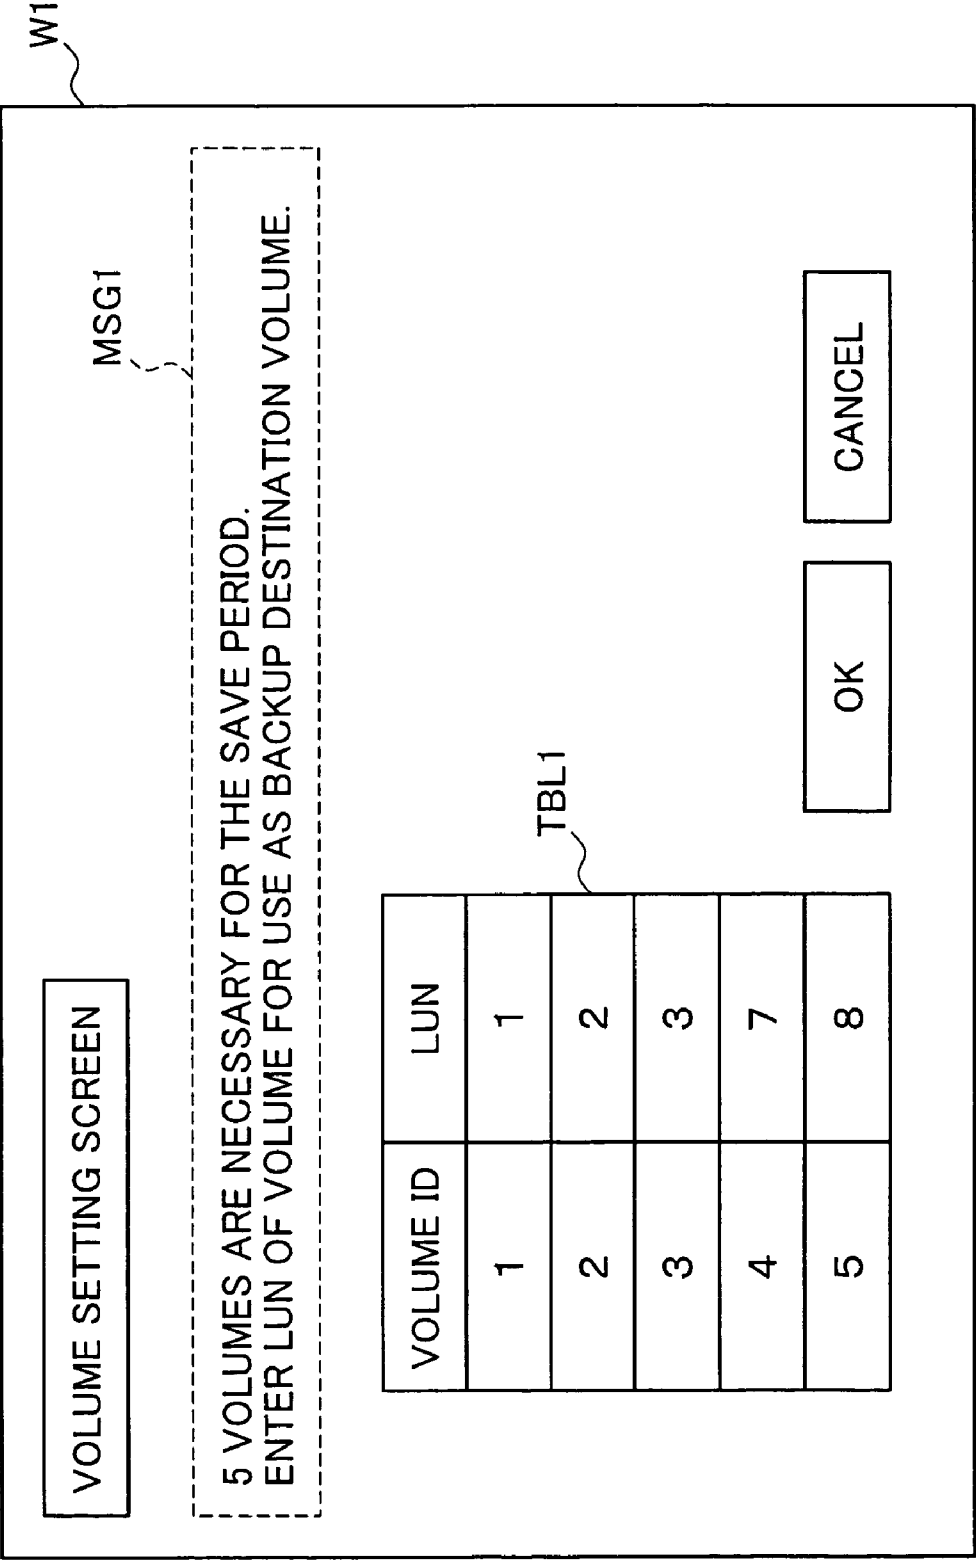 W1
VOLUME SETTING SCREEN
MSG1
5 VOLUMES ARE NECESSARY FOR THE SAVE PERIOD.
ENTER LUN OF VOLUME FOR USE AS BACKUP DESTINATION VOLUME.
TBL1
VOLUME ID LUN
1 1
2 2
3 3
4 7
5 8
OK CANCEL